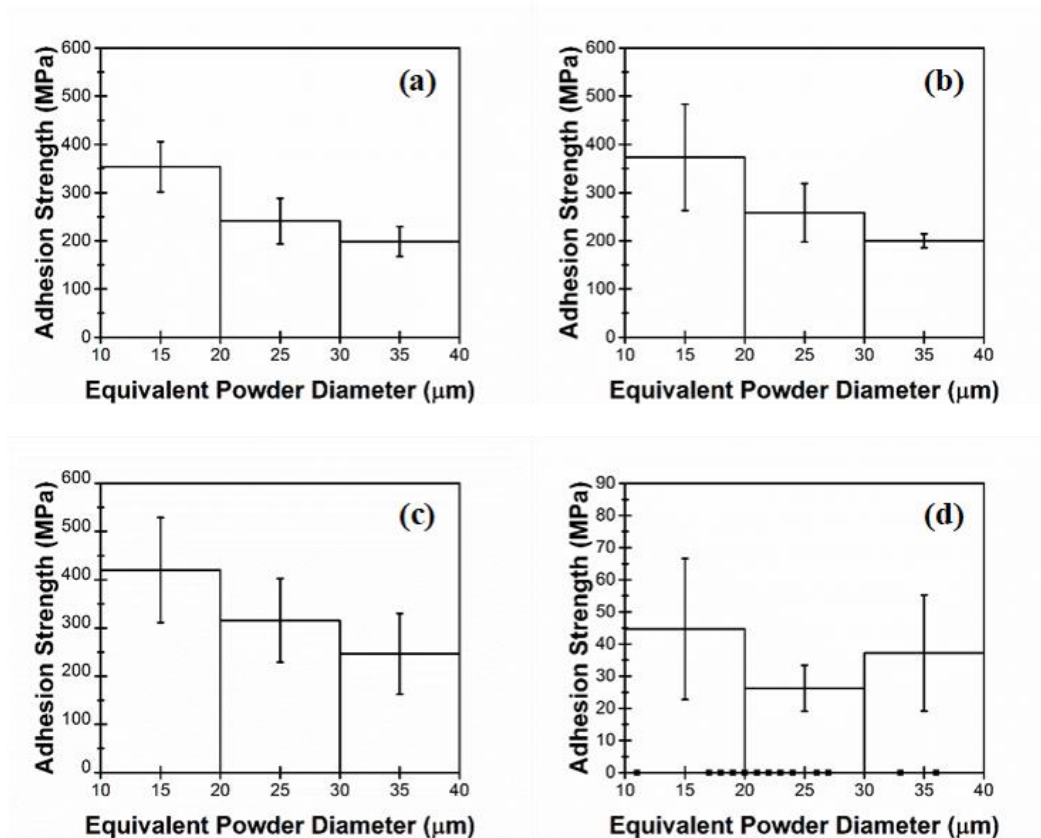 600
500
400
300
200
100
0
Adhesion Strength (MPa)
(a)
10 15 20 25 30 35 40
Equivalent Powder Diameter (μm)
600
500
400
300
200
100
0
Adhesion Strength (MPa)
(b)
10 15 20 25 30 35 40
Equivalent Powder Diameter (μm)
600
500
400
300
200
100
0
Adhesion Strength (MPa)
(c)
10 15 20 25 30 35 40
Equivalent Powder Diameter (μm)
90
80
70
60
50
40
30
20
10
0
Adhesion Strength (MPa)
(d)
10 15 20 25 30 35 40
Equivalent Powder Diameter (μm)